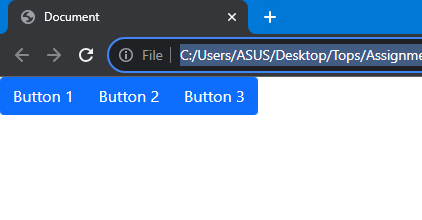 Document
File C:/Users/ASUS/Desktop/Tops/Assignme
Button 1 Button 2 Button 3